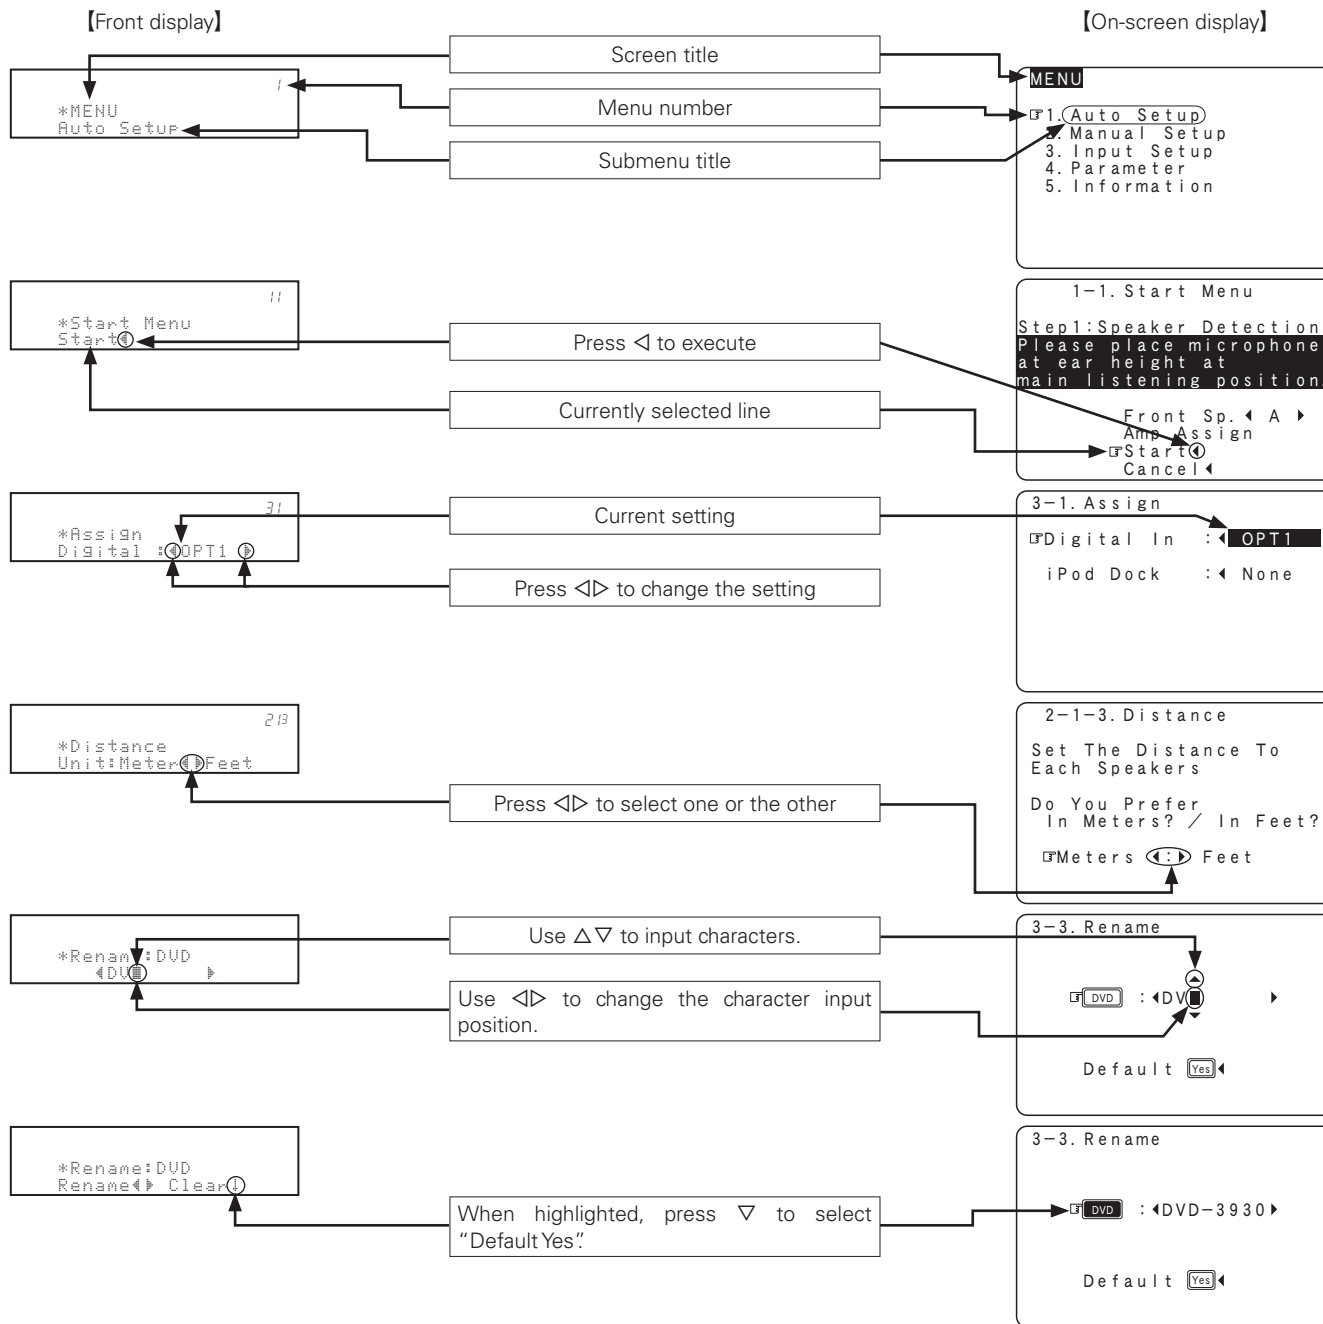 【Front display】
【On-screen display】
Screen title
Menu number
Submenu title
1
*MENU
Auto Setup
MENU
☞1.Auto Setup
2.Manual Setup
3.Input Setup
4.Parameter
5.Information
11
*Start Menu
Start◀
Press ◁ to execute
Currently selected line
1-1.Start Menu
Step1:Speaker Detection
Please place microphone
at ear height at
main listening position.
Front Sp.◀ A ▶
Amp Assign
☞Start◀
Cancel◀
31
*Assign
Digital :◀OPT1 ▶
Current setting
Press ◁▷ to change the setting
3-1.Assign
☞Digital In :◀ OPT1
iPod Dock :◀ None
213
*Distance
Unit:Meter◀▶Feet
Press ◁▷ to select one or the other
2-1-3.Distance
Set The Distance To
Each Speakers
Do You Prefer
In Meters? / In Feet?
☞Meters ◀:▶ Feet
*Rename:DVD
◀DV█ ▶
Use △▽ to input characters.
Use ◁▷ to change the character input
position.
3-3.Rename
☞DVD :◀DV█ ▶
Default Yes◀
*Rename:DVD
Rename◀▶ Clear↓
When highlighted, press ▽ to select
"Default Yes".
3-3.Rename
☞DVD :◀DVD-3930▶
Default Yes◀